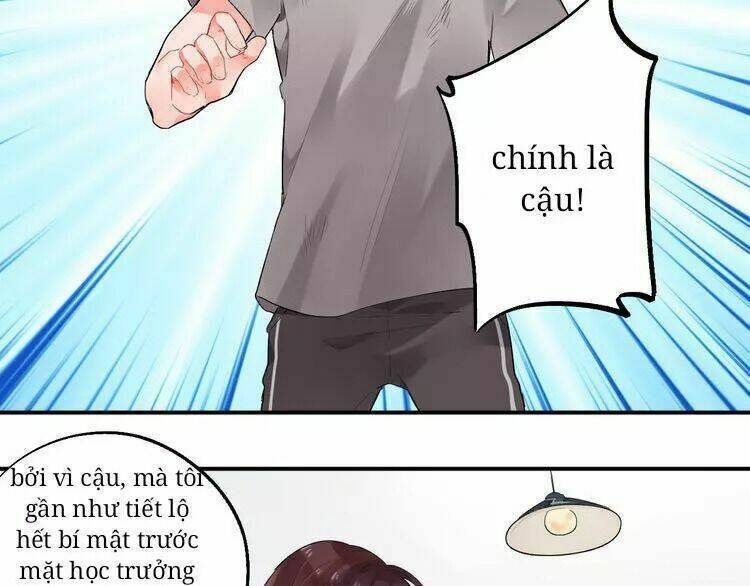 chính là
cậu!
bởi vì cậu, mà tôi
gần như tiết lộ
hết bí mật trước
mặt học trưởng